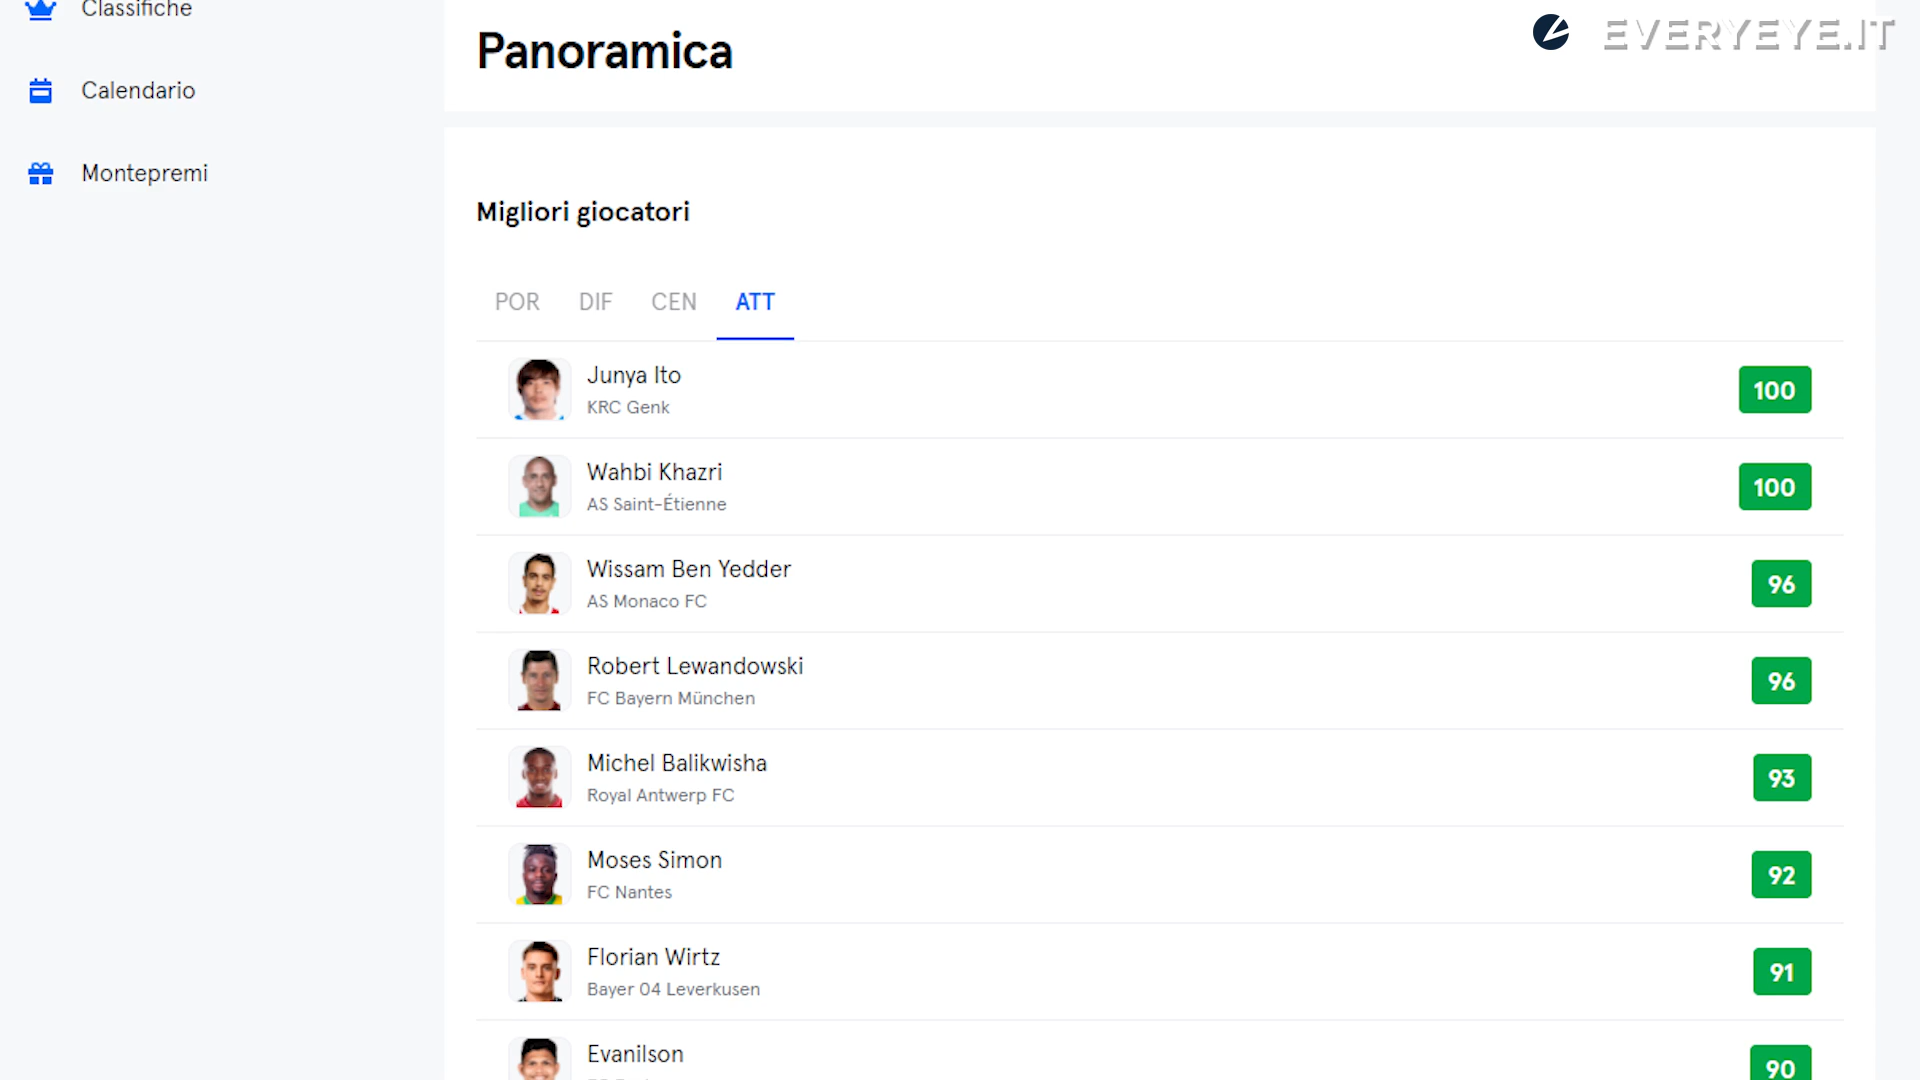 Classifiche
Calendario
Montepremi
EVERYEYE.IT
Panoramica
Migliori giocatori
POR DIF CEN ATT
Junya Ito
KRC Genk
100
Wahbi Khazri
AS Saint-Étienne
100
Wissam Ben Yedder
AS Monaco FC
96
Robert Lewandowski
FC Bayern München
96
Michel Balikwisha
Royal Antwerp FC
93
Moses Simon
FC Nantes
92
Florian Wirtz
Bayer 04 Leverkusen
91
Evanilson
90